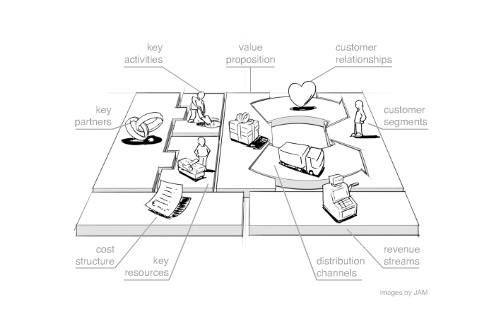 key
activities
value
proposition
customer
relationships
key
partners
customer
segments
cost
structure
key
resources
distribution
channels
revenue
streams
images by JAM